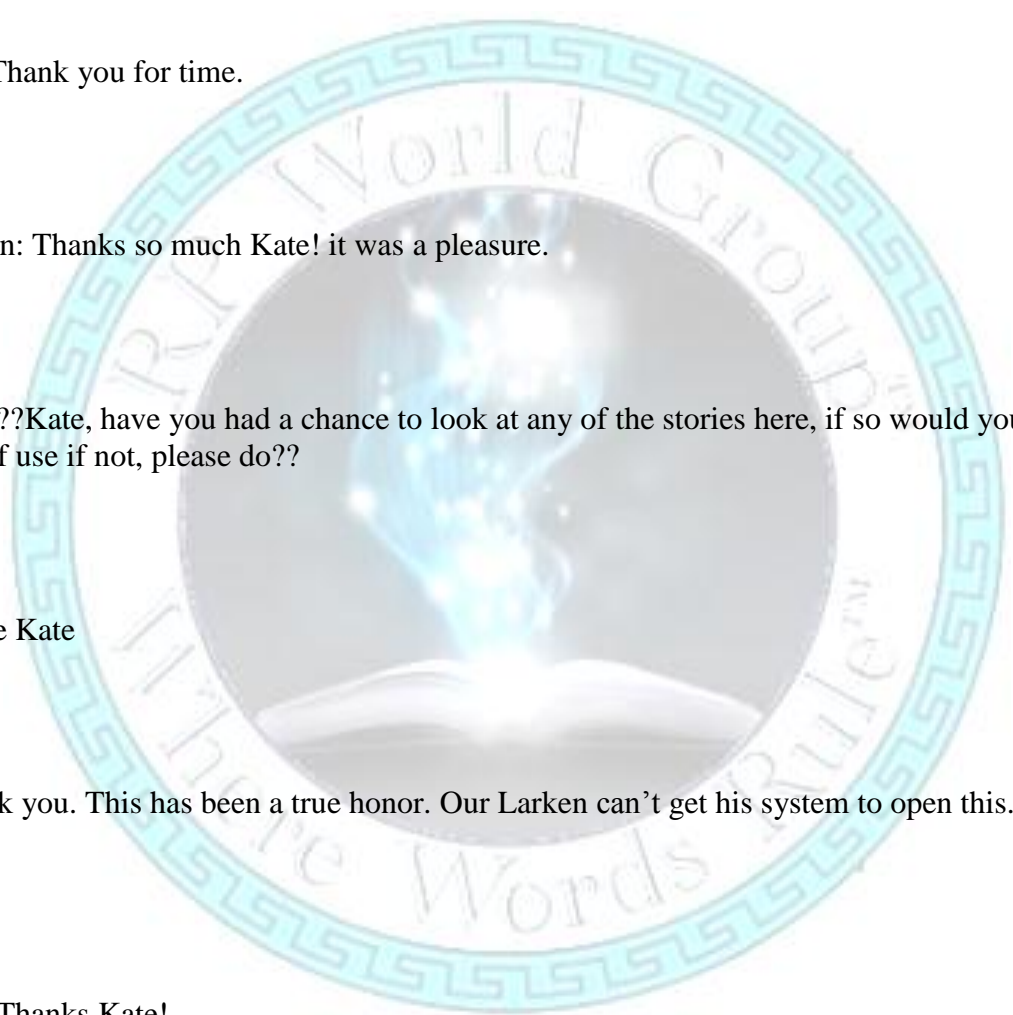 Thank you for time.
RP World Group™
n: Thanks so much Kate! it was a pleasure.
??Kate, have you had a chance to look at any of the stories here, if so would you
f use if not, please do??
e Kate
k you. This has been a true honor. Our Larken can’t get his system to open this.
Where Words Rule™
Thanks Kate!